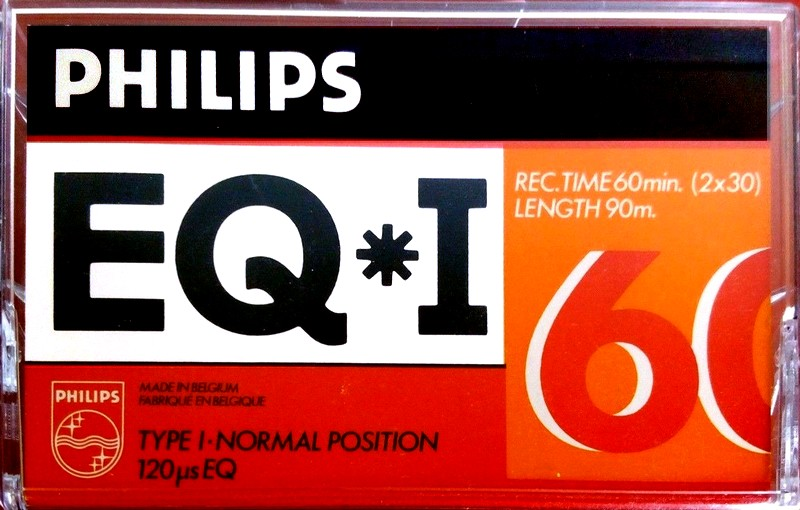 PHILIPS
EQ*I
REC. TIME 60min. (2x30)
LENGTH 90m.
60
PHILIPS
MADE IN BELGIUM
FABRIQUE EN BELGIQUE
TYPE I · NORMAL POSITION
120µs EQ